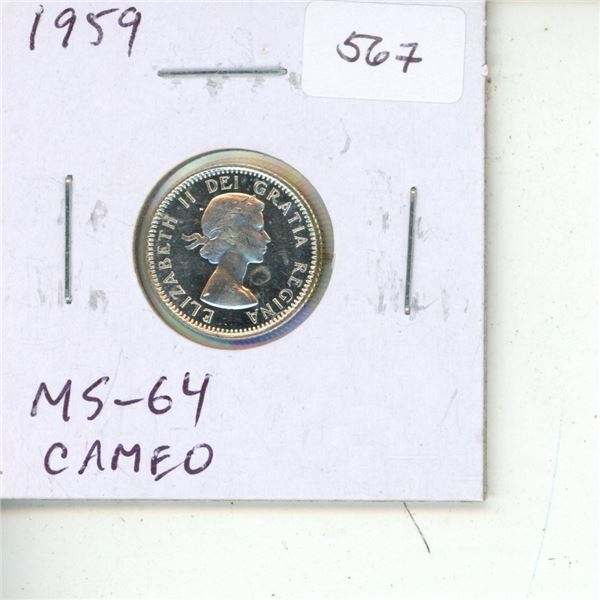 1959
567
ELIZABETH II DEI GRATIA REGINA
MS-64
CAMEO